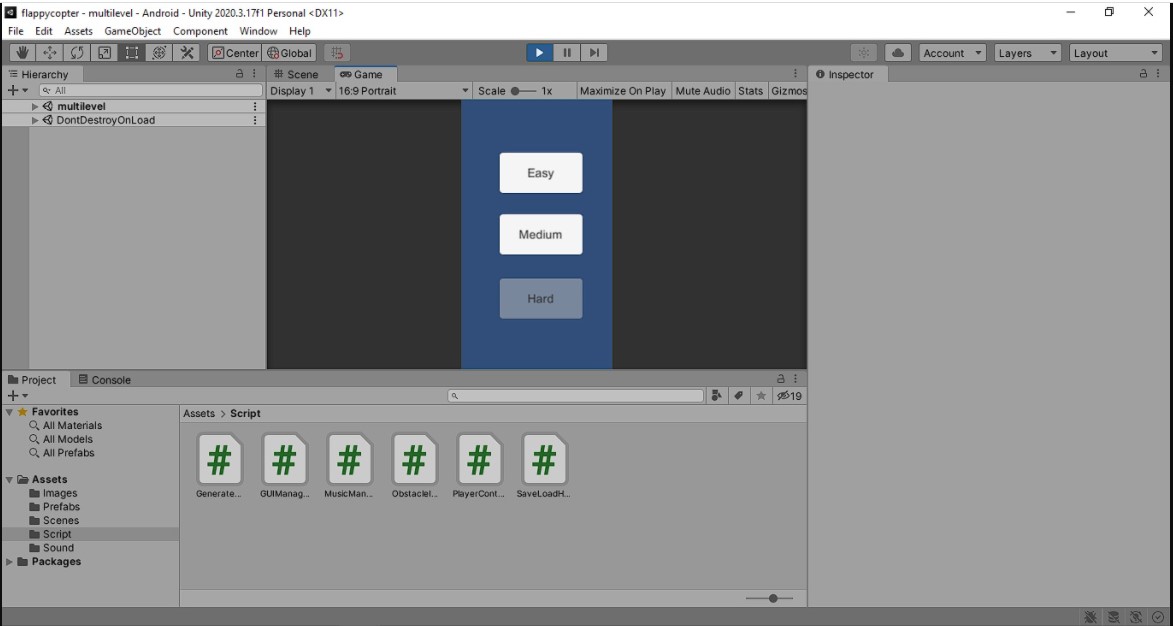 flappycopter - multilevel - Android - Unity 2020.3.17f1 Personal <DX11>
File Edit Assets GameObject Component Window Help
Center Global Account Layers Layout
Hierarchy
All
multilevel
DontDestroyOnLoad
Scene Game
Display 1 16:9 Portrait Scale 1x Maximize On Play Mute Audio Stats Gizmos
Easy
Medium
Hard
Inspector
Project Console
19
Favorites
All Materials
All Models
All Prefabs
Assets
Images
Prefabs
Scenes
Script
Sound
Packages
Assets > Script
Generate... GUIManag... MusicMan... ObstacleI... PlayerCont... SaveLoadH...